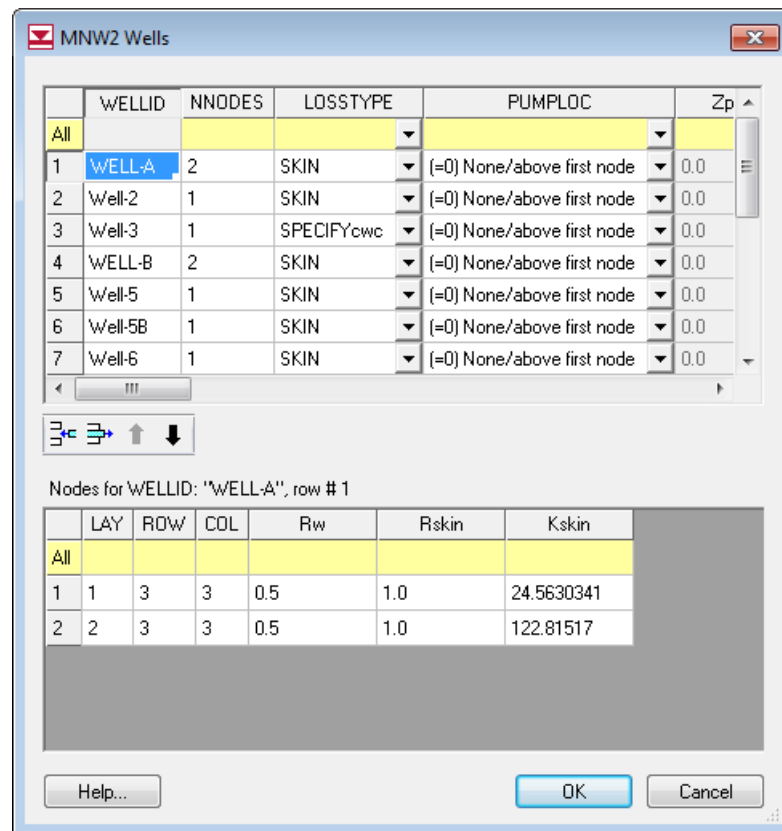 MNW2 Wells
WELLID NNODES LOSSTYPE PUMPLOC Zp
All
1 WELL-A 2 SKIN (=0) None/above first node 0.0
2 Well-2 1 SKIN (=0) None/above first node 0.0
3 Well-3 1 SPECIFYcwc (=0) None/above first node 0.0
4 WELL-B 2 SKIN (=0) None/above first node 0.0
5 Well-5 1 SKIN (=0) None/above first node 0.0
6 Well-5B 1 SKIN (=0) None/above first node 0.0
7 Well-6 1 SKIN (=0) None/above first node 0.0
Nodes for WELLID: "WELL-A", row # 1
LAY ROW COL Rw Rskin Kskin
All
1 1 3 3 0.5 1.0 24.5630341
2 2 3 3 0.5 1.0 122.81517
Help... OK Cancel